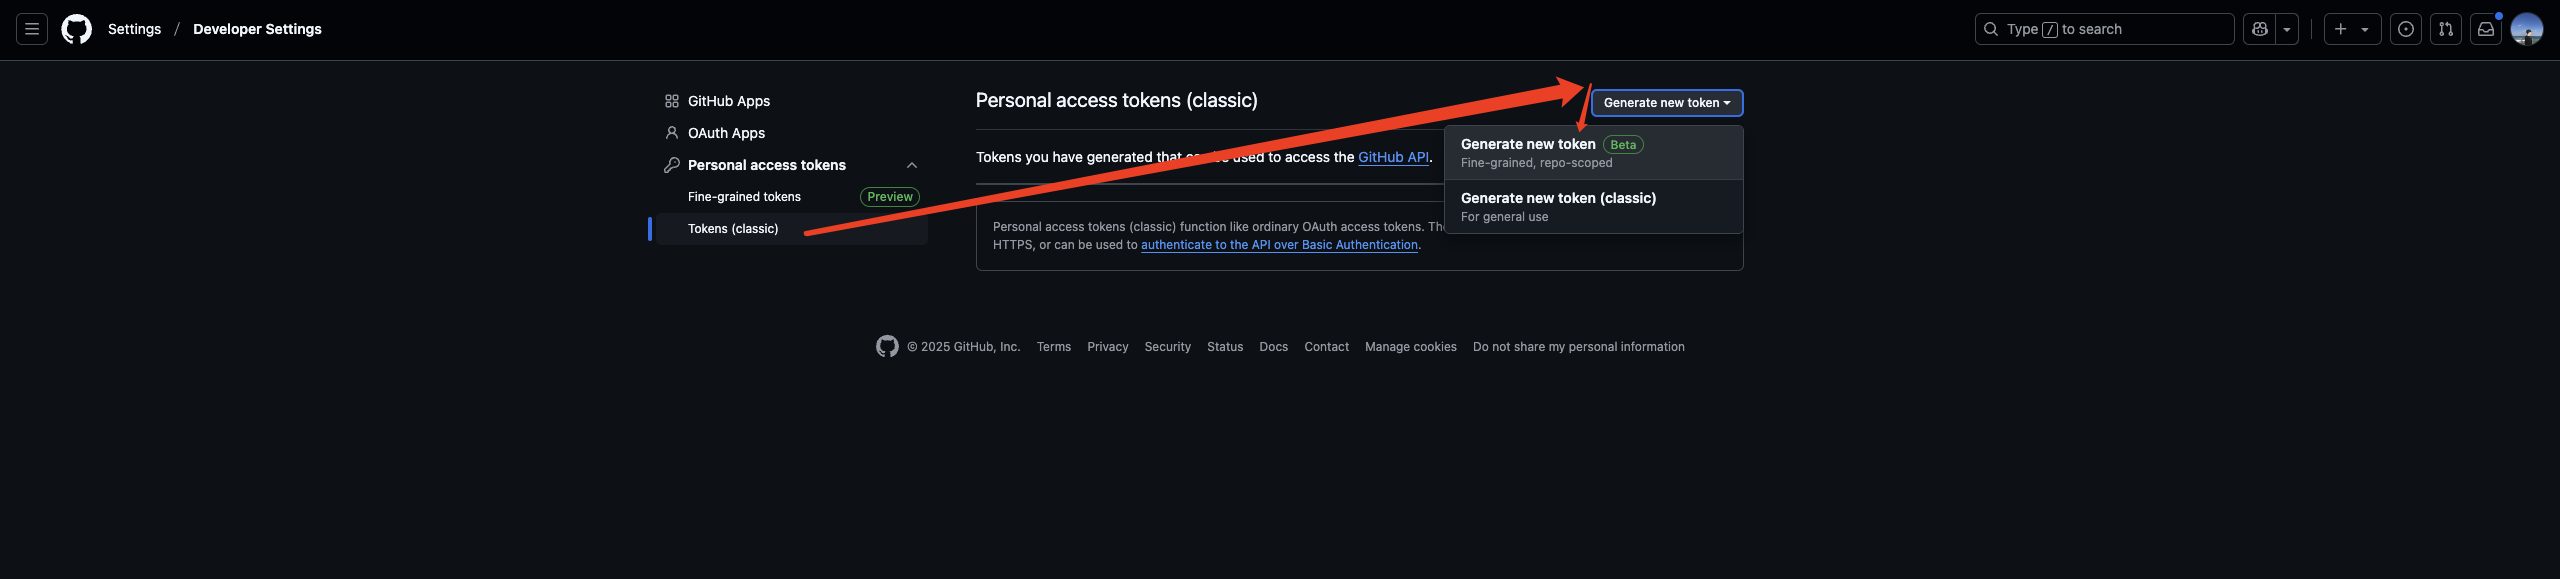 Settings / Developer Settings
Type / to search
GitHub Apps
OAuth Apps
Personal access tokens
Fine-grained tokens Preview
Tokens (classic)
Personal access tokens (classic)
Generate new token
Tokens you have generated that used to access the GitHub API.
Generate new token Beta
Fine-grained, repo-scoped
Generate new token (classic)
For general use
Personal access tokens (classic) function like ordinary OAuth access tokens.
HTTPS, or can be used to authenticate to the API over Basic Authentication.
© 2025 GitHub, Inc. Terms Privacy Security Status Docs Contact Manage cookies Do not share my personal information